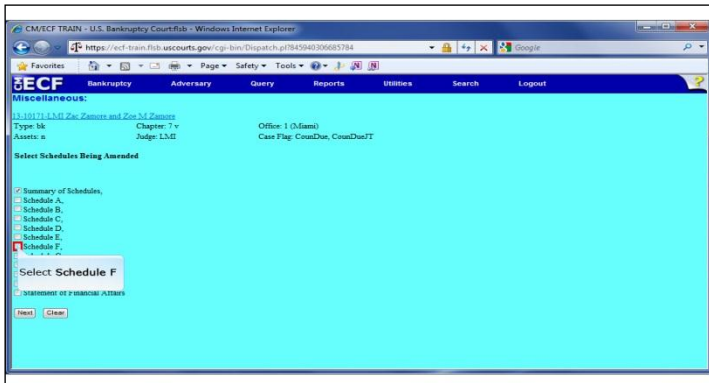 CM/ECF TRAIN - U.S. Bankruptcy Court:flsb - Windows Internet Explorer
https://ecf-train.flsb.uscourts.gov/cgi-bin/Dispatch.pl?845940306685784
Google
Favorites Page Safety Tools
ECF Bankruptcy Adversary Query Reports Utilities Search Logout ?
Miscellaneous:
13-10171-LMI Zac Zamore and Zoe M Zamore
Type: bk Chapter: 7 v Office: 1 (Miami)
Assets: n Judge: LMI Case Flag: CounDue, CounDueJT
Select Schedules Being Amended
Summary of Schedules,
Schedule A,
Schedule B,
Schedule C,
Schedule D,
Schedule E,
Schedule F,
Select Schedule F
Statement of Financial Affairs
Next Clear